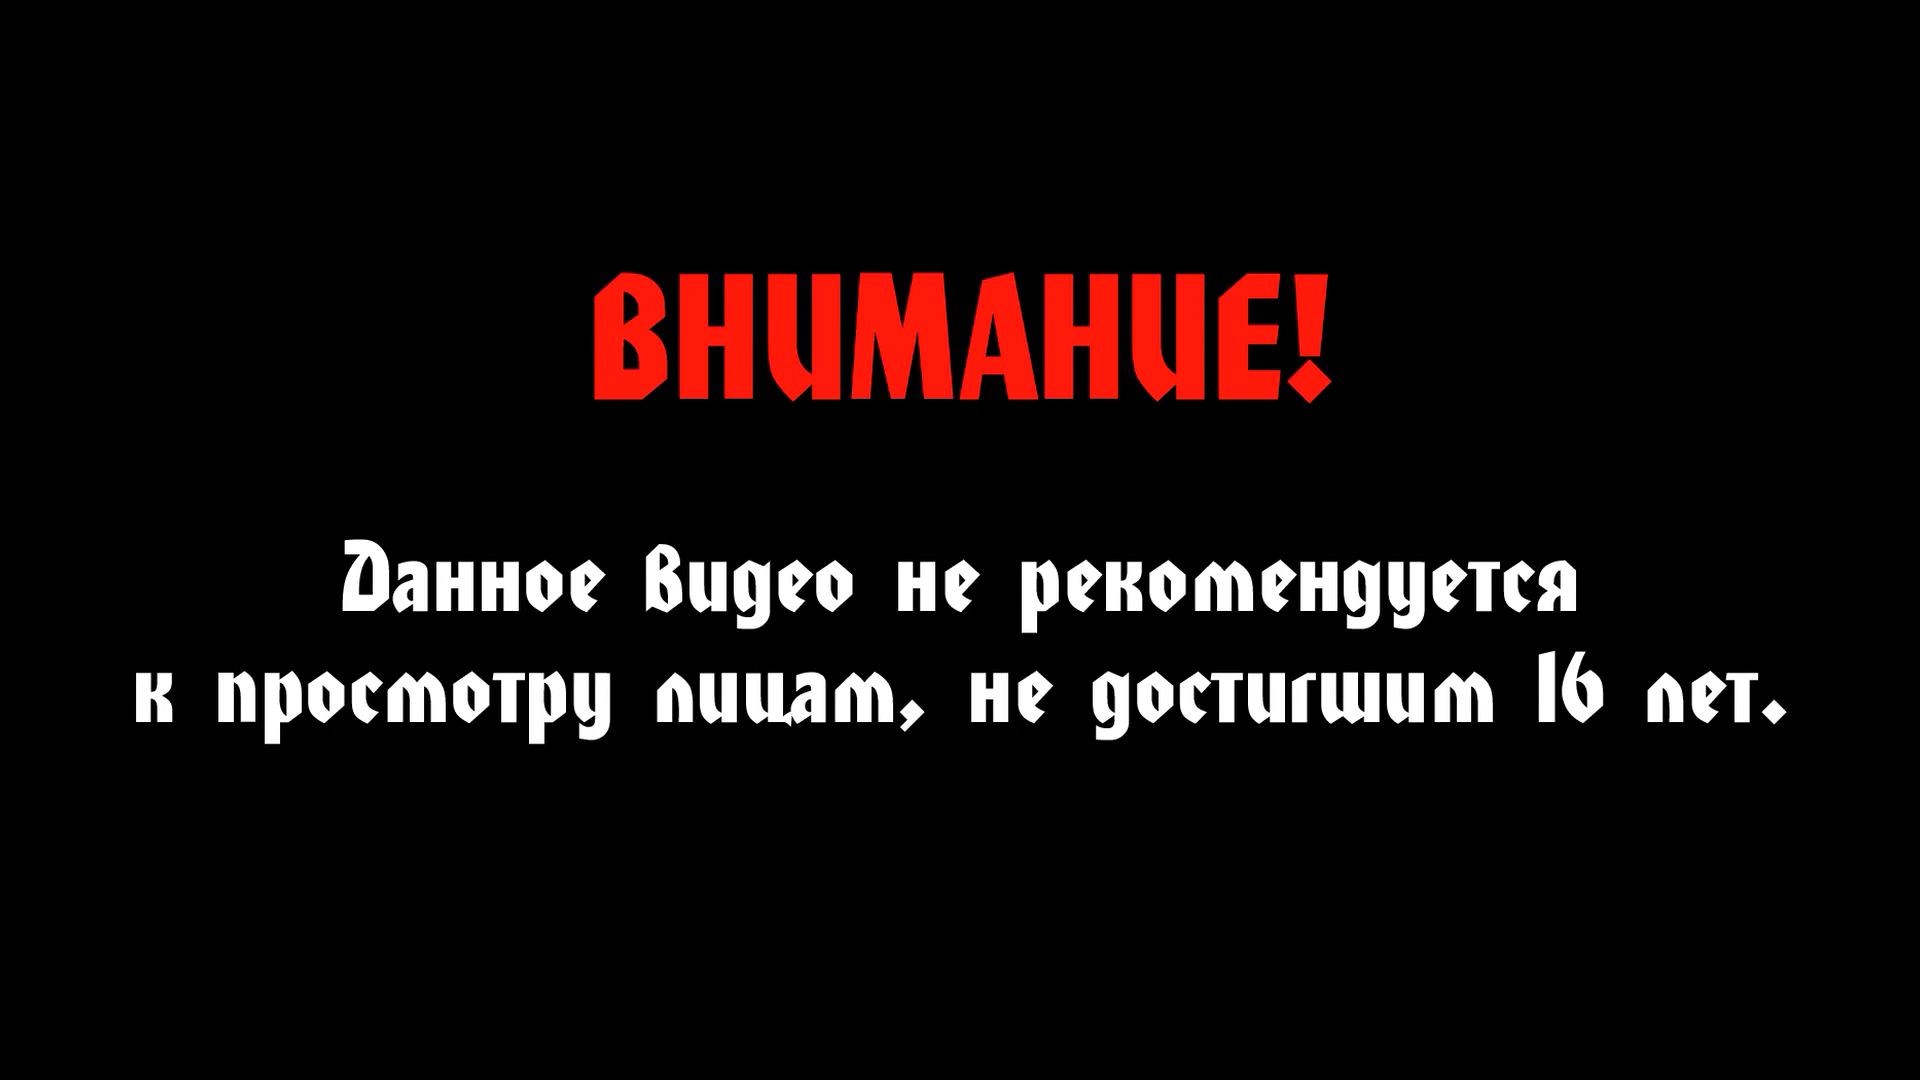 ВНИМАНИЕ!
Данное видео не рекомендуется
к просмотру лицам, не достигшим 16 лет.